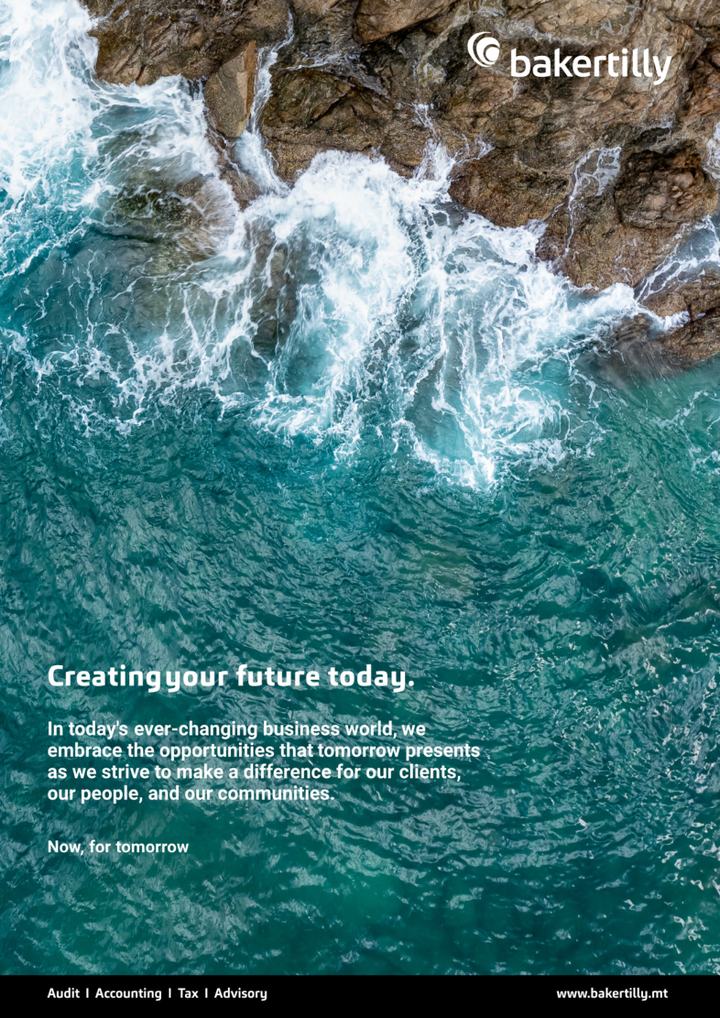 bakertilly
Creating your future today.
In today's ever-changing business world, we
embrace the opportunities that tomorrow presents
as we strive to make a difference for our clients,
our people, and our communities.
Now, for tomorrow
Audit I Accounting I Tax I Advisory
www.bakertilly.mt